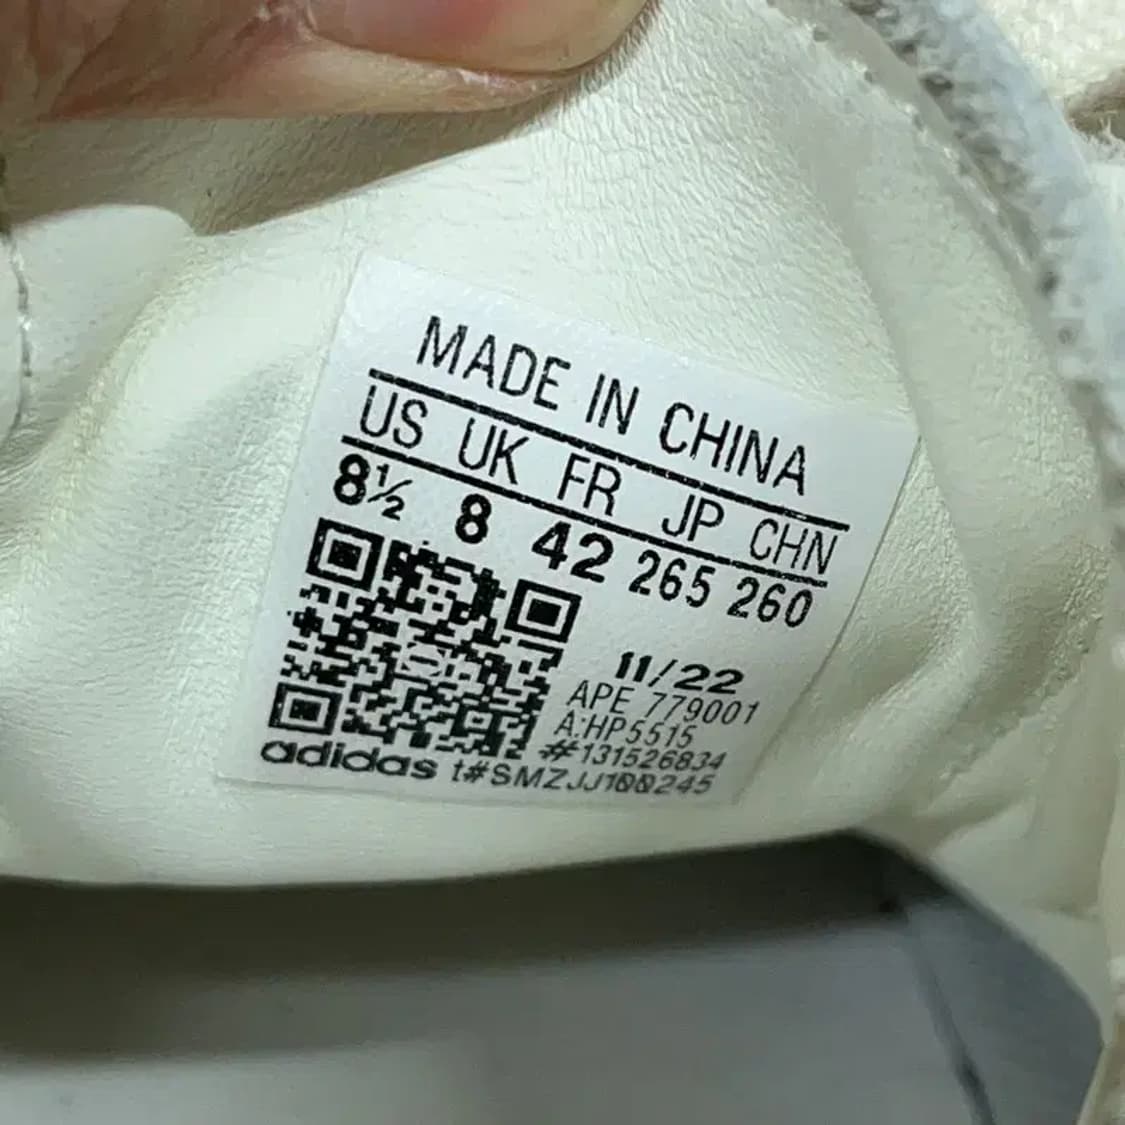 MADE IN CHINA
US UK FR JP CHN
8½ 8 42 265 260
11/22
APE 779001
A:HP5515
#131526834
adidas t#SMZJJ100245